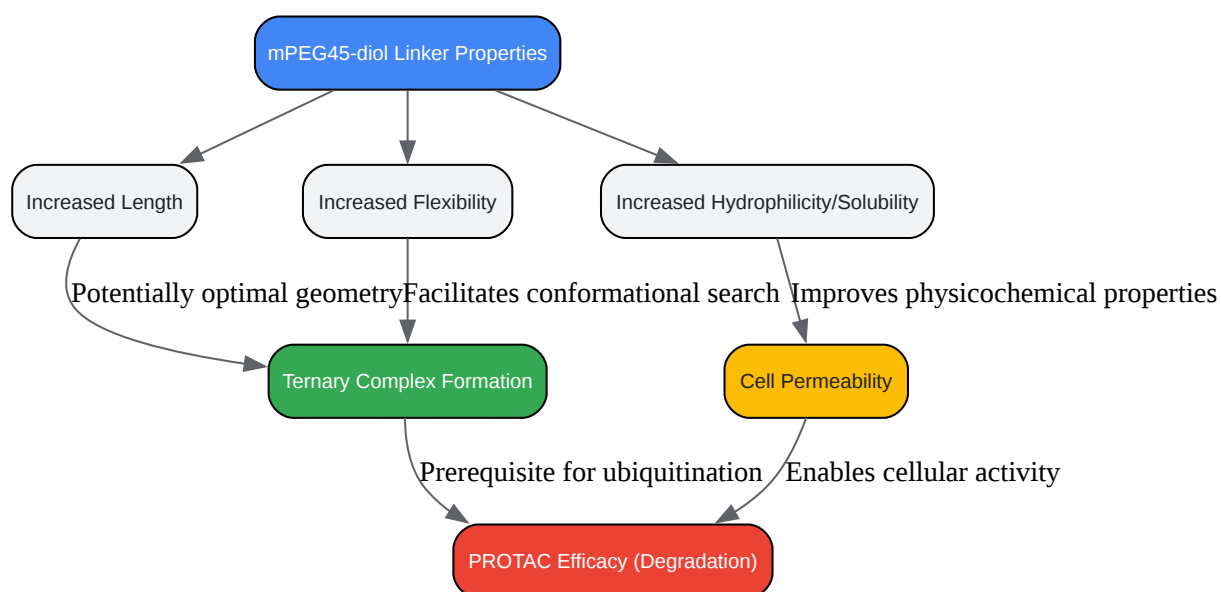 mPEG45-diol Linker Properties
Increased Length
Increased Flexibility
Increased Hydrophilicity/Solubility
Potentially optimal geometry
Facilitates conformational search
Improves physicochemical properties
Ternary Complex Formation
Cell Permeability
Prerequisite for ubiquitination
Enables cellular activity
PROTAC Efficacy (Degradation)